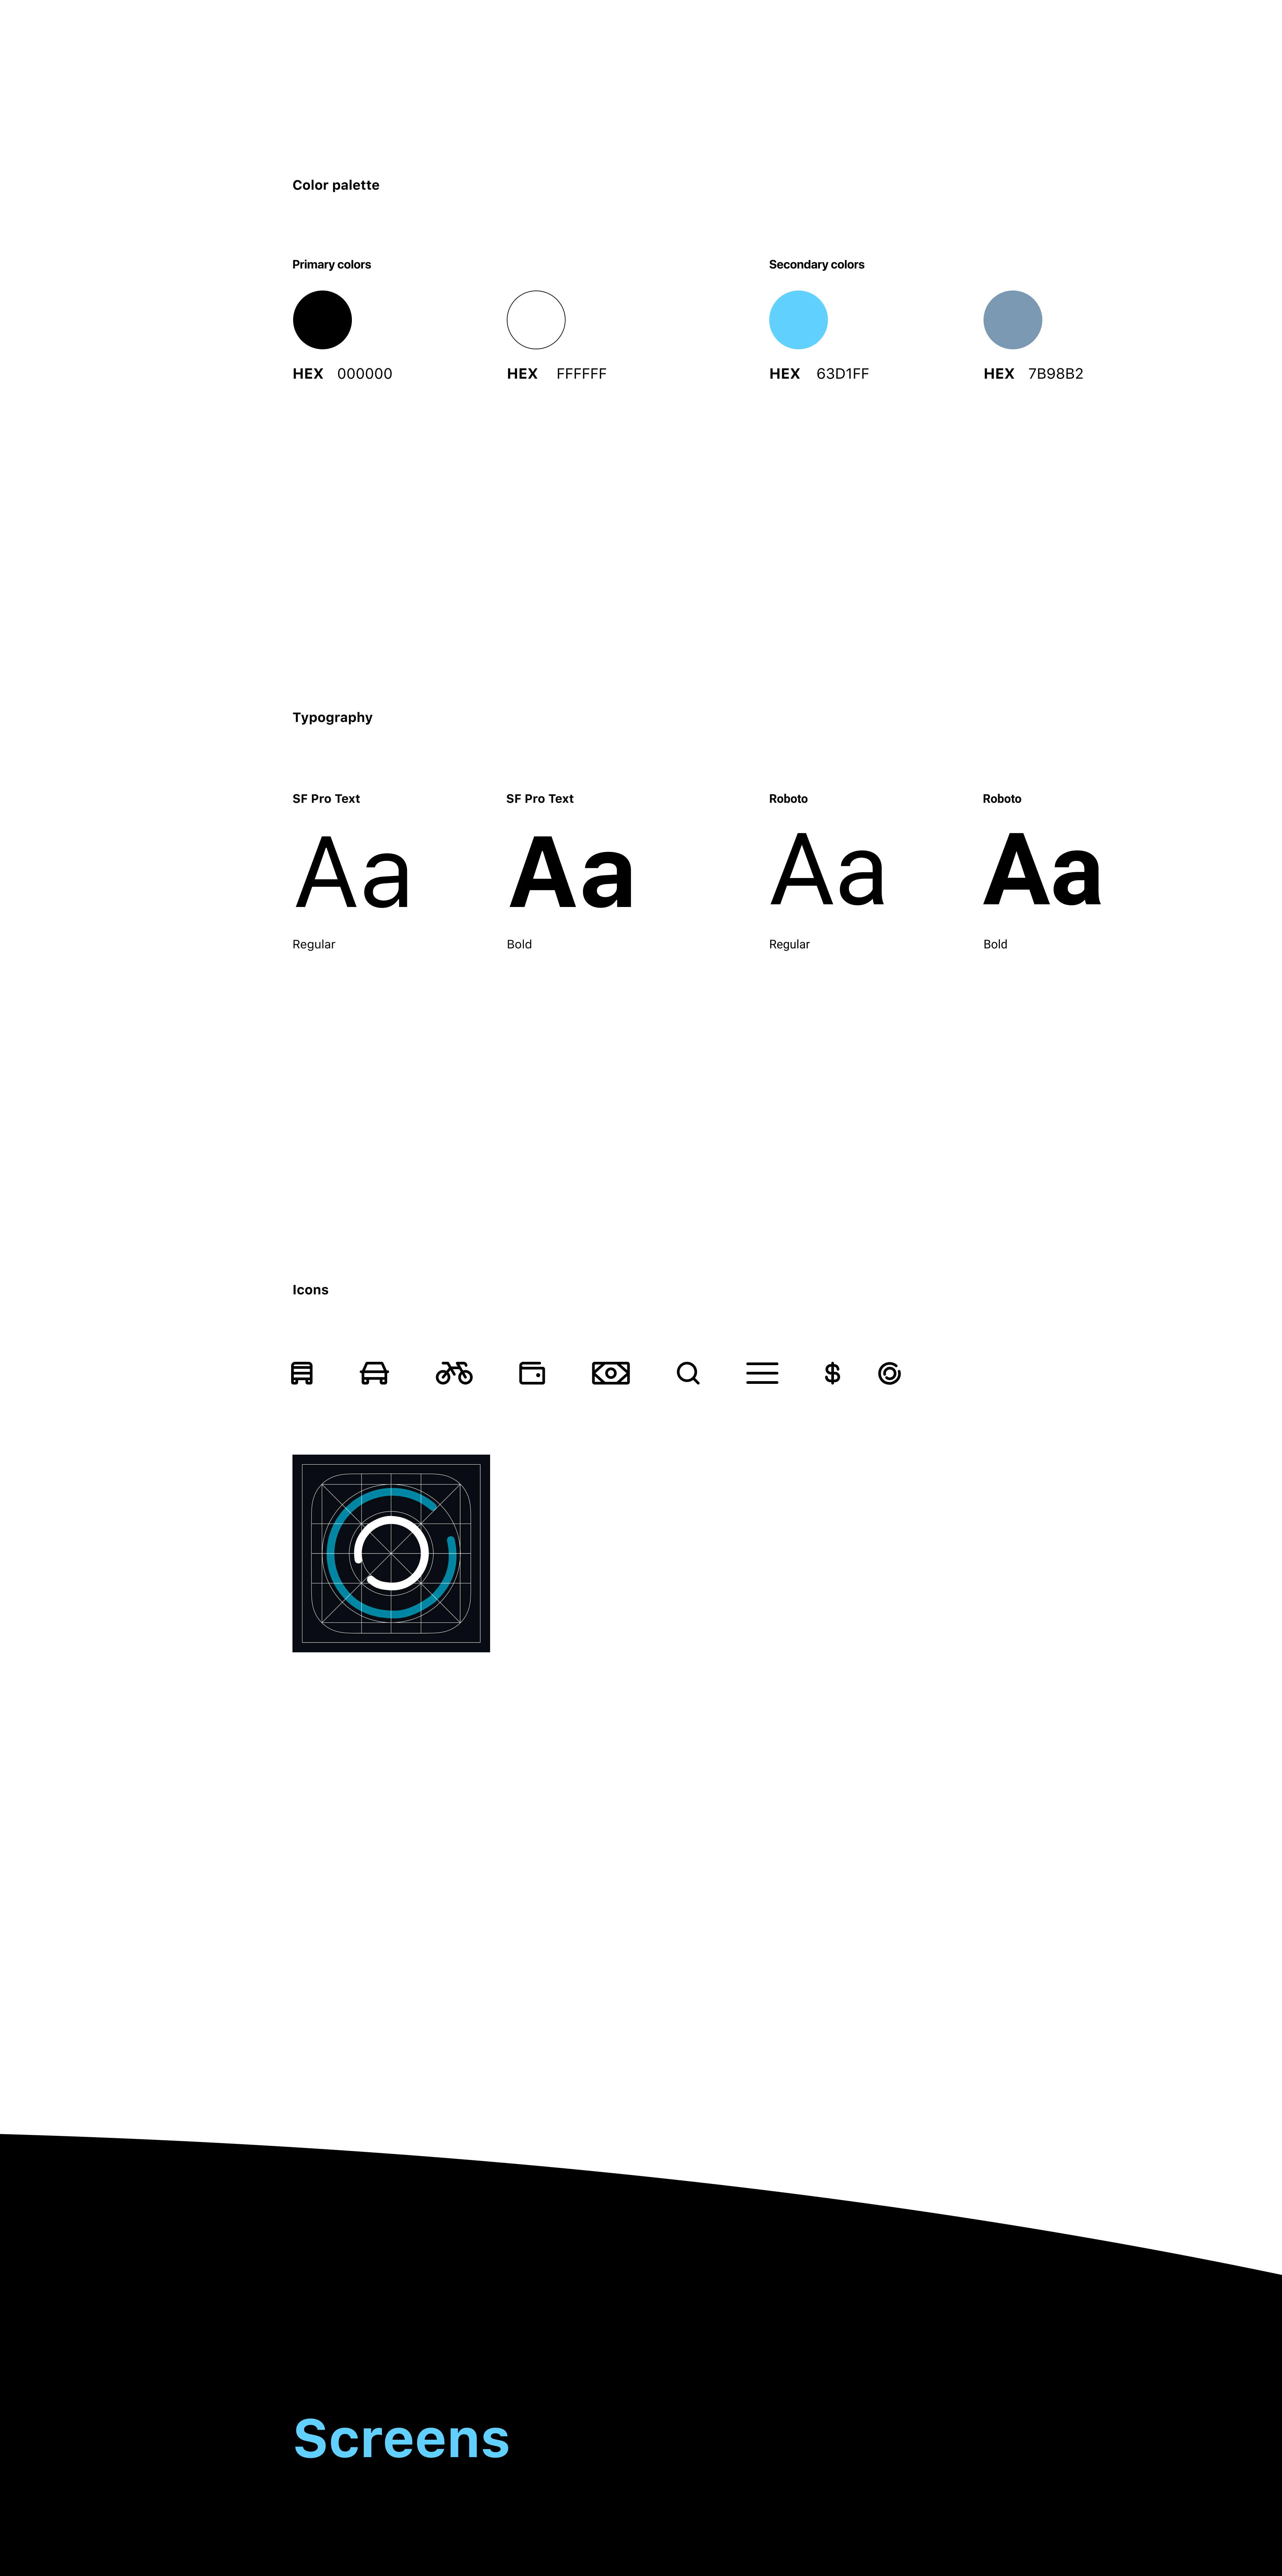 Color palette
Primary colors
Secondary colors
HEX 000000
HEX FFFFFF
HEX 63D1FF
HEX 7B98B2
Typography
SF Pro Text
SF Pro Text
Roboto
Roboto
Aa
Aa
Aa
Aa
Regular
Bold
Regular
Bold
Icons
$
Screens